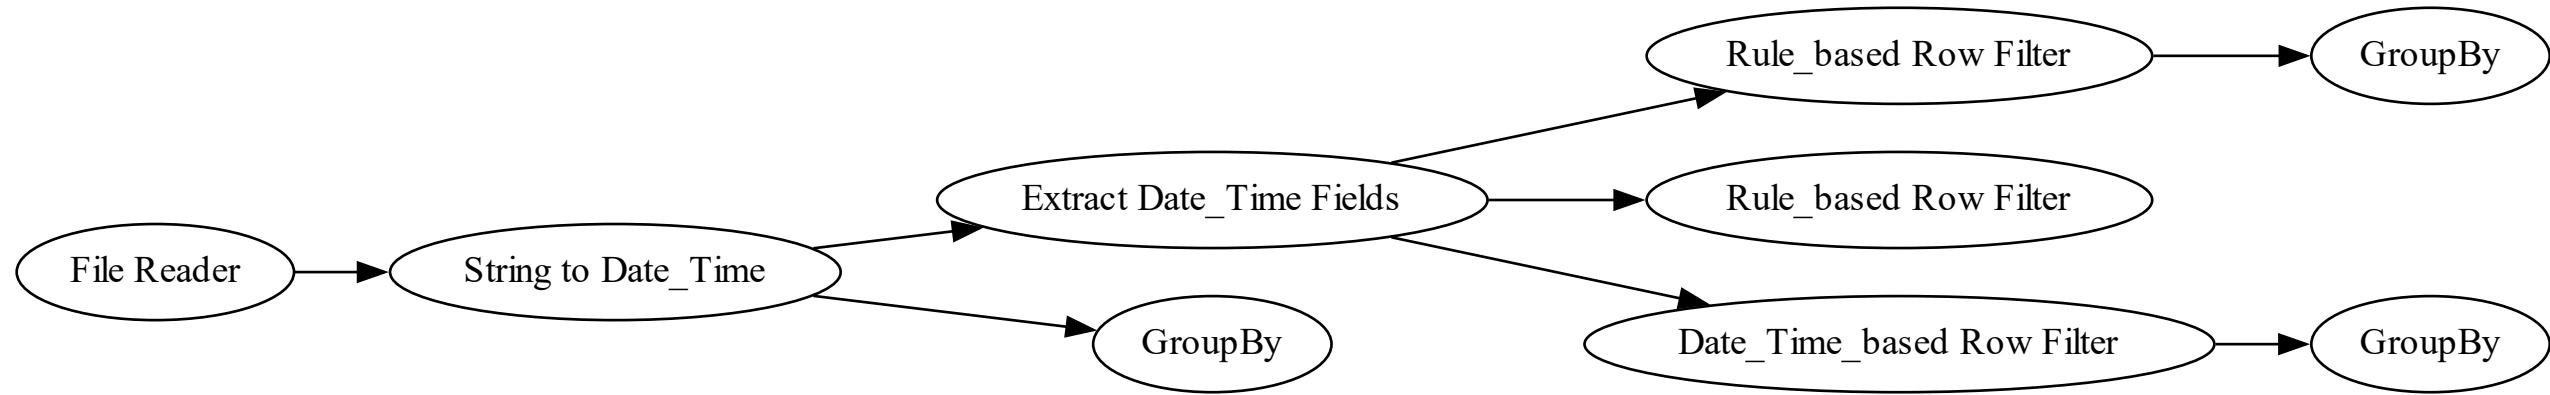 File Reader
String to Date_Time
Extract Date_Time Fields
GroupBy
Rule_based Row Filter
Rule_based Row Filter
Date_Time_based Row Filter
GroupBy
GroupBy